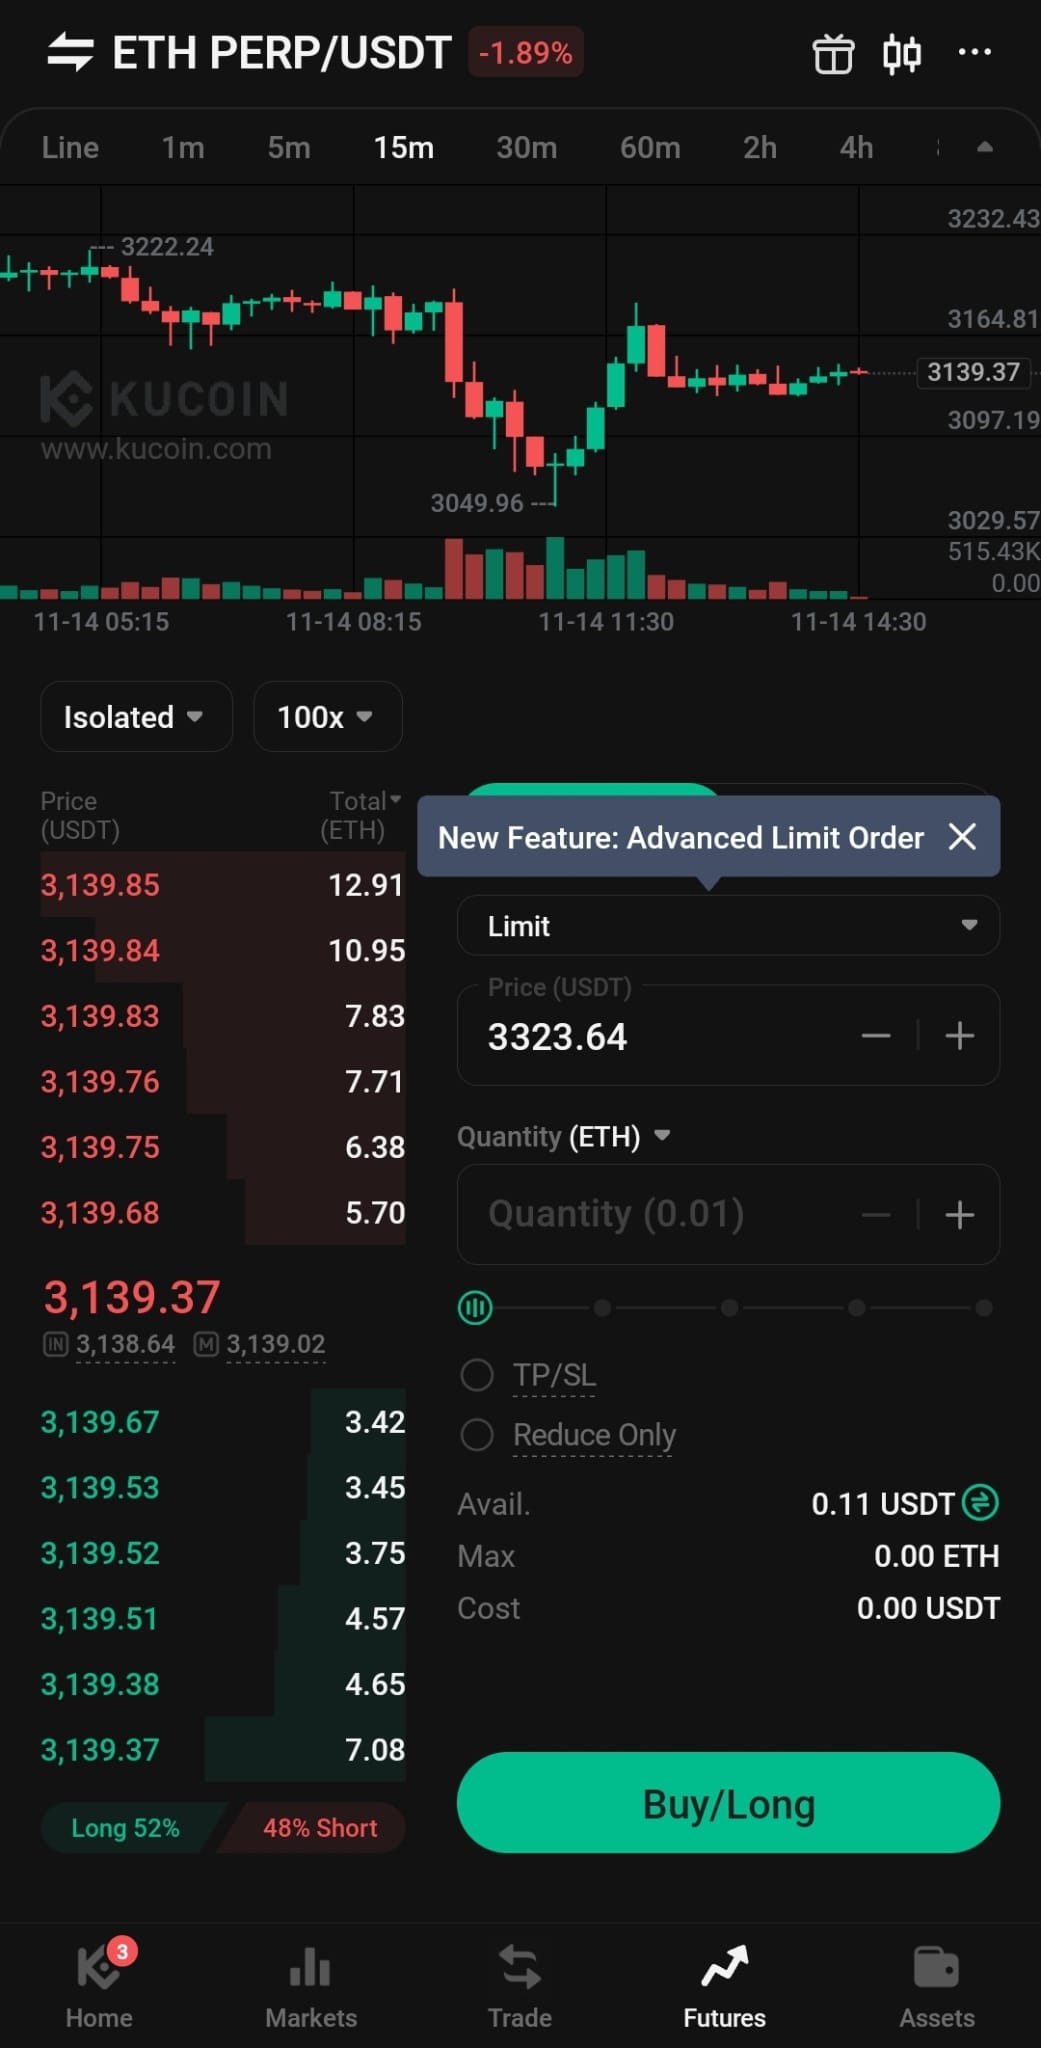 ETH PERP/USDT -1.89%
Line 1m 5m 15m 30m 60m 2h 4h
3232.43
3222.24
3164.81
3139.37
KUCOIN
3097.19
www.kucoin.com
3049.96
3029.57
515.43K
0.00
11-14 05:15 11-14 08:15 11-14 11:30 11-14 14:30
Isolated 100x
Price (USDT) Total (ETH)
3,139.85 12.91
3,139.84 10.95
3,139.83 7.83
3,139.76 7.71
3,139.75 6.38
3,139.68 5.70
3,139.37
IN 3,138.64 M 3,139.02
3,139.67 3.42
3,139.53 3.45
3,139.52 3.75
3,139.51 4.57
3,139.38 4.65
3,139.37 7.08
Long 52% 48% Short
New Feature: Advanced Limit Order
Limit
Price (USDT)
3323.64
Quantity (ETH)
Quantity (0.01)
TP/SL
Reduce Only
Avail. 0.11 USDT
Max 0.00 ETH
Cost 0.00 USDT
Buy/Long
3
Home Markets Trade Futures Assets